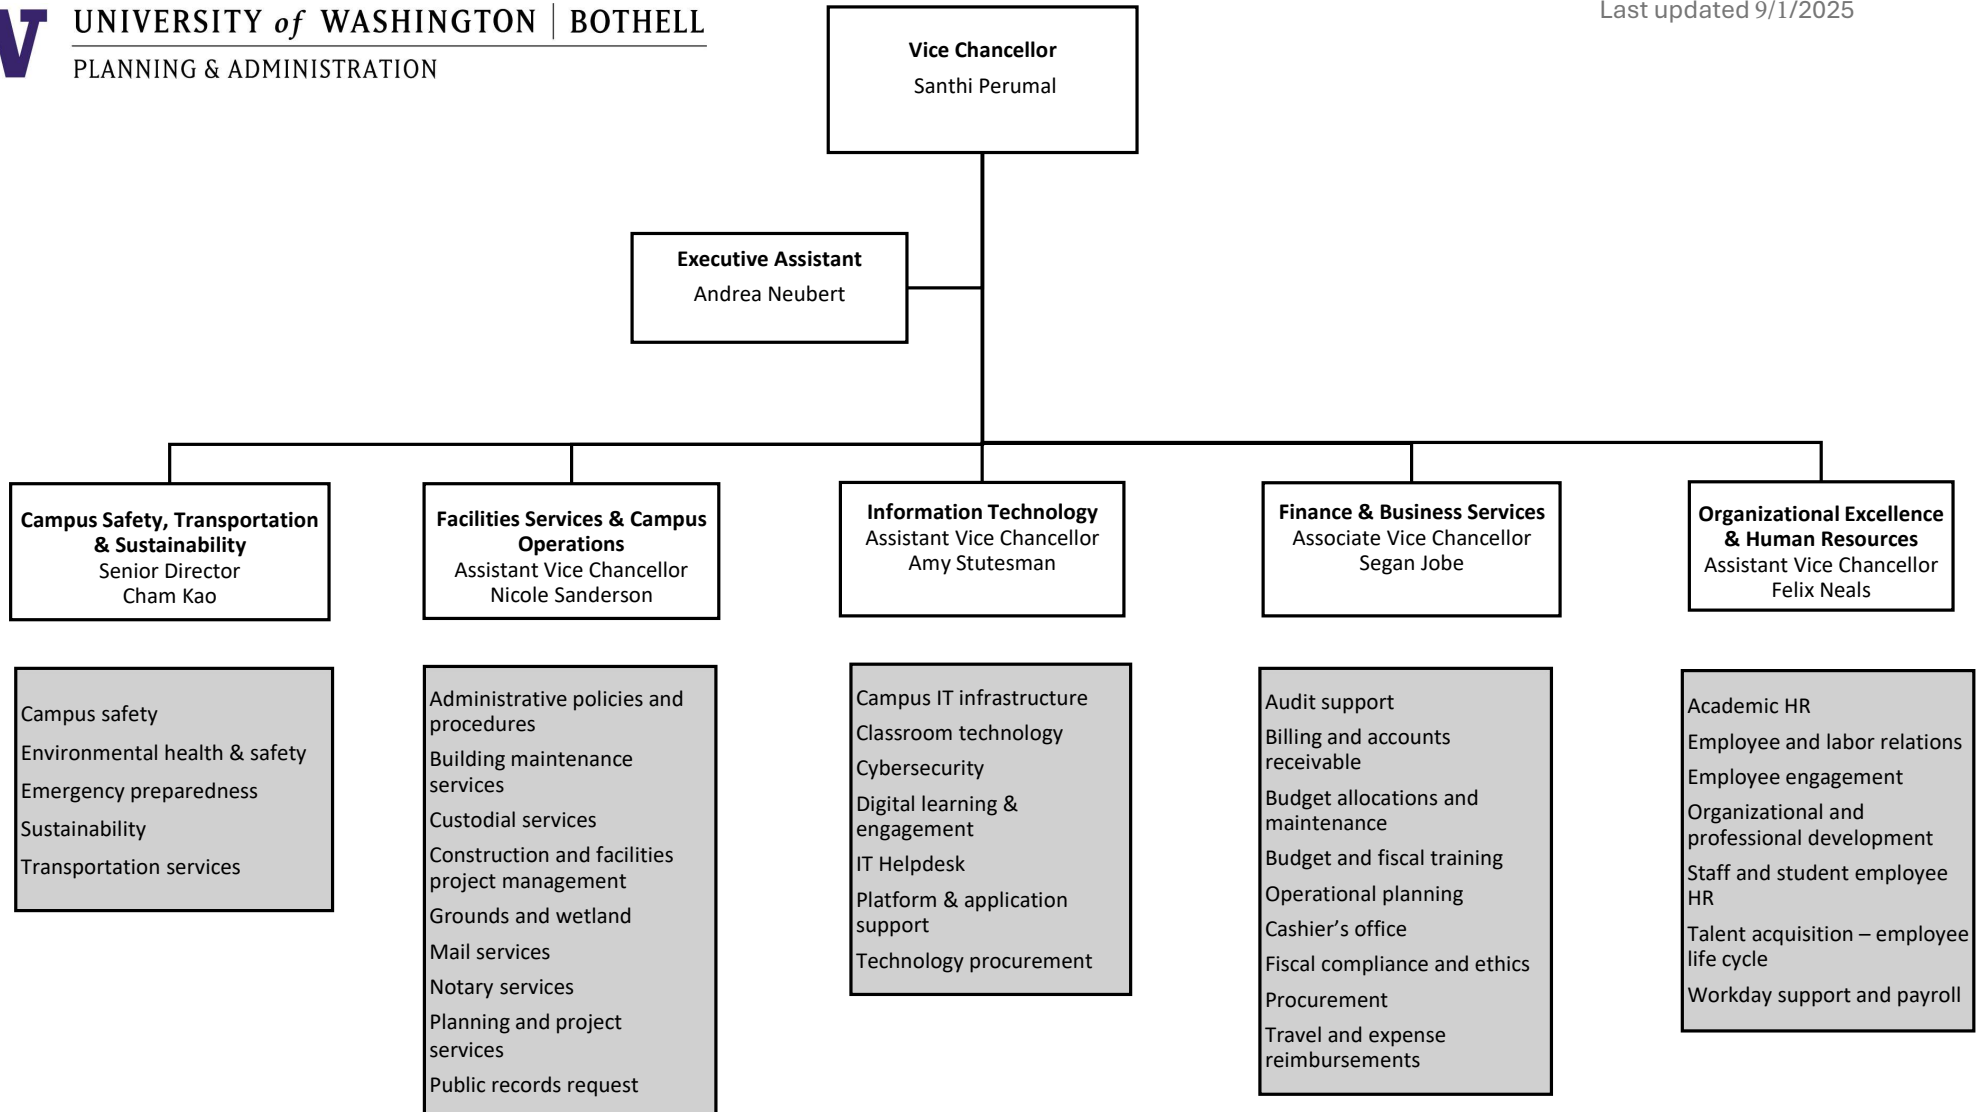 UNIVERSITY of WASHINGTON | BOTHELL
PLANNING & ADMINISTRATION
Last updated 9/1/2025
Vice Chancellor
Santhi Perumal
Executive Assistant
Andrea Neubert
Campus Safety, Transportation
& Sustainability
Senior Director
Cham Kao
Facilities Services & Campus
Operations
Assistant Vice Chancellor
Nicole Sanderson
Information Technology
Assistant Vice Chancellor
Amy Stutesman
Finance & Business Services
Associate Vice Chancellor
Segan Jobe
Organizational Excellence
& Human Resources
Assistant Vice Chancellor
Felix Neals
Campus safety
Environmental health & safety
Emergency preparedness
Sustainability
Transportation services
Administrative policies and
procedures
Building maintenance
services
Custodial services
Construction and facilities
project management
Grounds and wetland
Mail services
Notary services
Planning and project
services
Public records request
Campus IT infrastructure
Classroom technology
Cybersecurity
Digital learning &
engagement
IT Helpdesk
Platform & application
support
Technology procurement
Audit support
Billing and accounts
receivable
Budget allocations and
maintenance
Budget and fiscal training
Operational planning
Cashier’s office
Fiscal compliance and ethics
Procurement
Travel and expense
reimbursements
Academic HR
Employee and labor relations
Employee engagement
Organizational and
professional development
Staff and student employee
HR
Talent acquisition – employee
life cycle
Workday support and payroll